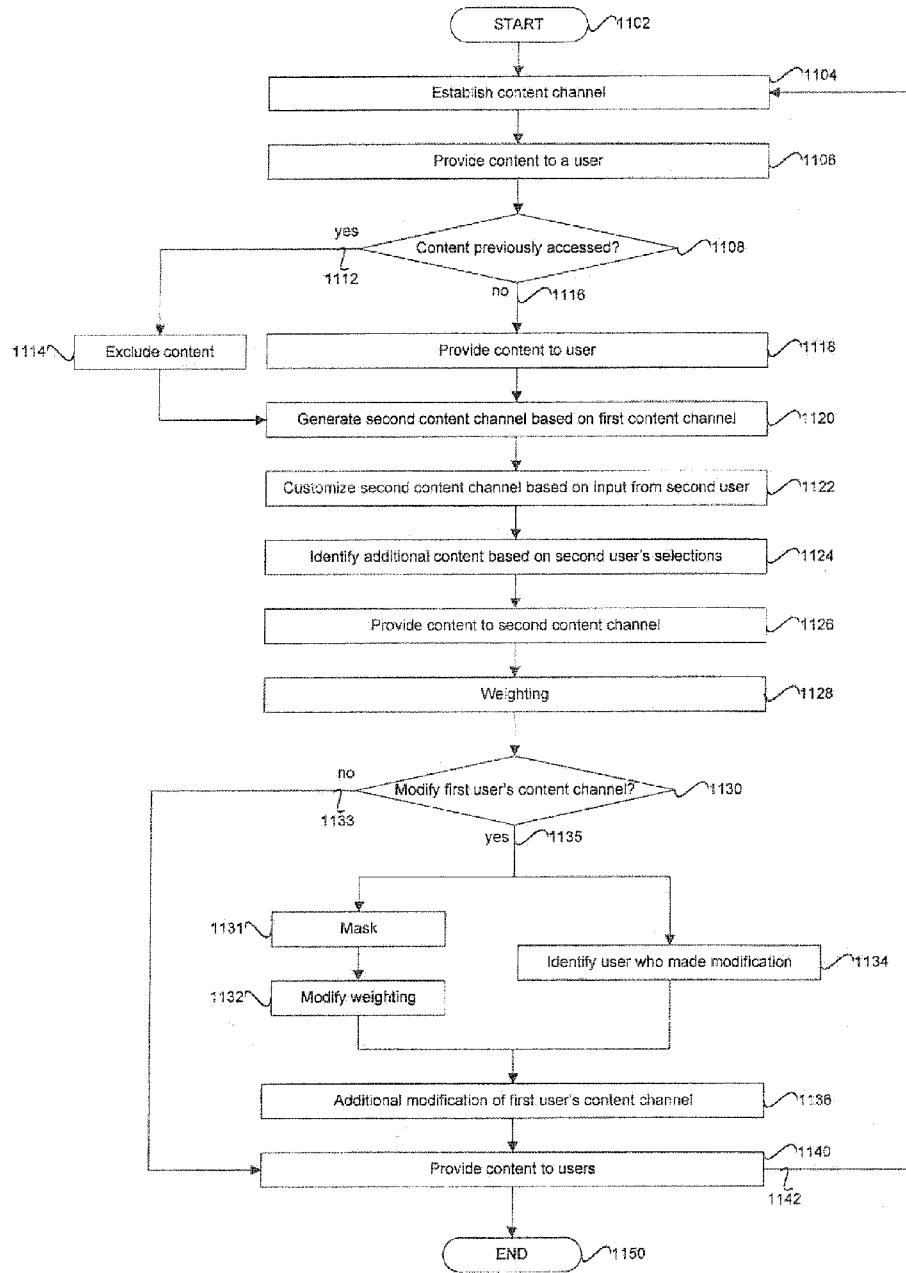 START
1102
1104
Establish content channel
Provide content to a user
1106
yes
Content previously accessed?
1108
1112
no
1116
1114
Exclude content
Provide content to user
1118
Generate second content channel based on first content channel
1120
Customize second content channel based on input from second user
1122
Identify additional content based on second user's selections
1124
Provide content to second content channel
1126
Weighting
1128
no
Modify first user's content channel?
1130
1133
yes
1135
1131
Mask
Identify user who made modification
1134
1132
Modify weighting
Additional modification of first user's content channel
1136
1140
Provide content to users
1142
END
1150